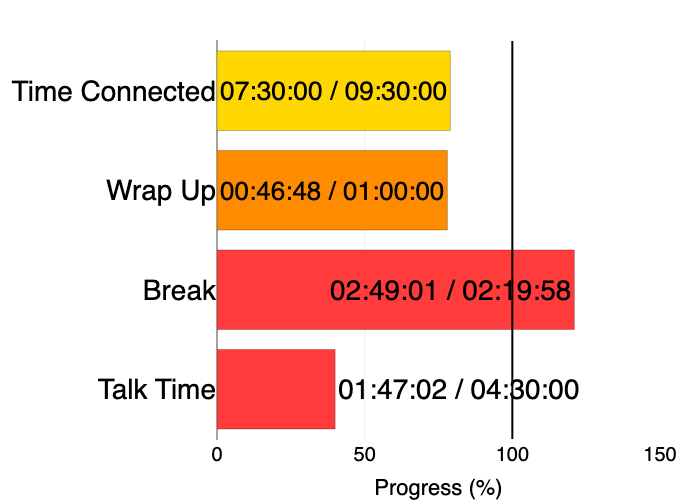 Time Connected 07:30:00 / 09:30:00
Wrap Up 00:46:48 / 01:00:00
Break 02:49:01 / 02:19:58
Talk Time 01:47:02 / 04:30:00
0 50 100 150
Progress (%)